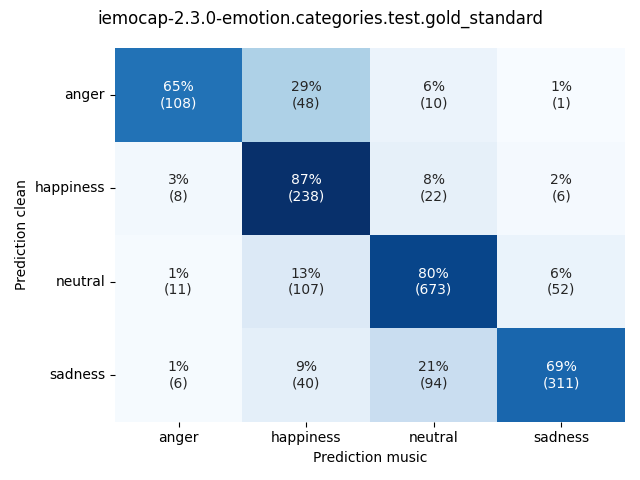 iemocap-2.3.0-emotion.categories.test.gold_standard
Prediction clean
anger
65%
(108)
29%
(48)
6%
(10)
1%
(1)
happiness
3%
(8)
87%
(238)
8%
(22)
2%
(6)
neutral
1%
(11)
13%
(107)
80%
(673)
6%
(52)
sadness
1%
(6)
9%
(40)
21%
(94)
69%
(311)
anger
happiness
neutral
sadness
Prediction music